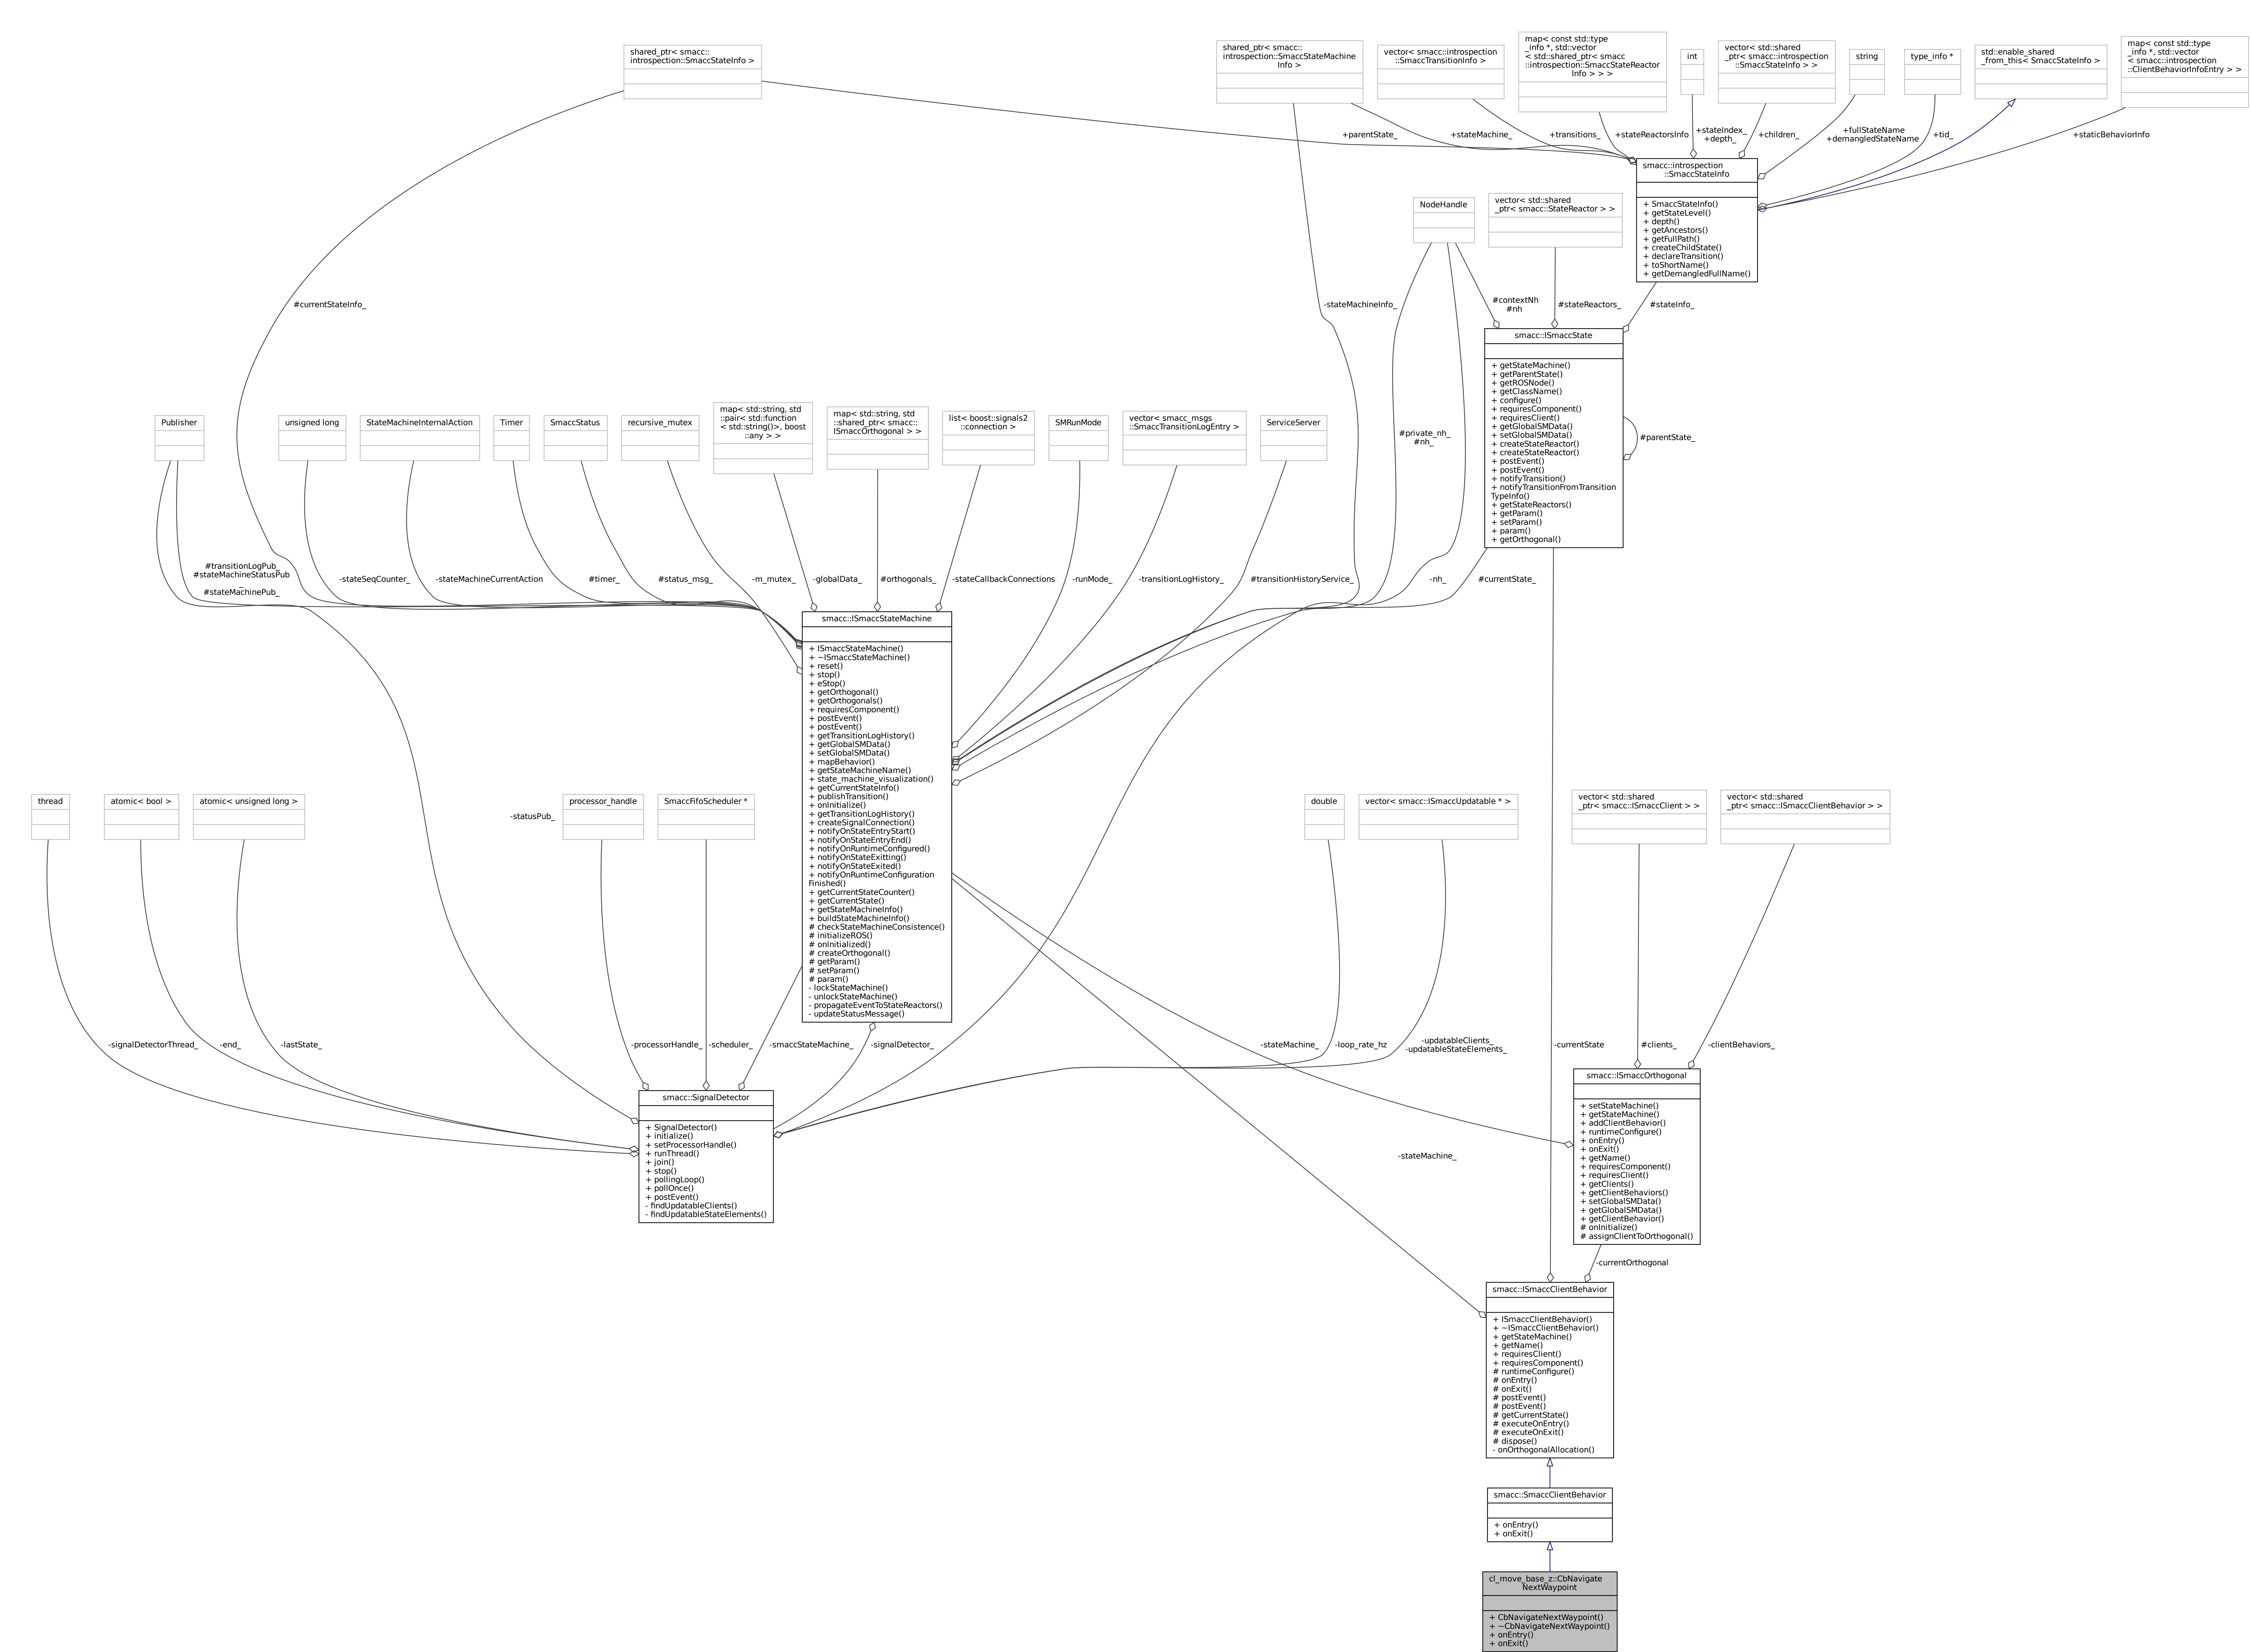 shared_ptr< smacc::
introspection::SmaccStateInfo >
shared_ptr< smacc::
introspection::SmaccStateMachine
Info >
vector< smacc::introspection
::SmaccTransitionInfo >
map< const std::type
_info *, std::vector
< std::shared_ptr< smacc
::introspection::SmaccStateReactor
Info > > >
int
vector< std::shared
_ptr< smacc::introspection
::SmaccStateInfo > >
string
type_info *
std::enable_shared
_from_this< SmaccStateInfo >
map< const std::type
_info *, std::vector
< smacc::introspection
::ClientBehaviorInfoEntry > >
+parentState_
+stateMachine_
+transitions_
+stateReactorsInfo
+stateIndex_
+depth_
+children_
+fullStateName
+demangledStateName
+tid_
+staticBehaviorInfo
smacc::introspection
::SmaccStateInfo
+ SmaccStateInfo()
+ getStateLevel()
+ depth()
+ getAncestors()
+ getFullPath()
+ createChildState()
+ declareTransition()
+ toShortName()
+ getDemangledFullName()
NodeHandle
vector< std::shared
_ptr< smacc::StateReactor > >
#currentStateInfo_
-stateMachineInfo_
#contextNh
#nh
#stateReactors_
#stateInfo_
smacc::ISmaccState
+ getStateMachine()
+ getParentState()
+ getROSNode()
+ getClassName()
+ configure()
+ requiresComponent()
+ requiresClient()
+ getGlobalSMData()
+ setGlobalSMData()
+ createStateReactor()
+ createStateReactor()
+ postEvent()
+ postEvent()
+ notifyTransition()
+ notifyTransitionFromTransition
TypeInfo()
+ getStateReactors()
+ getParam()
+ setParam()
+ param()
+ getOrthogonal()
#parentState_
#private_nh_
#nh_
Publisher
unsigned long
StateMachineInternalAction
Timer
SmaccStatus
recursive_mutex
map< std::string, std
::pair< std::function
< std::string()>, boost
::any > >
map< std::string, std
::shared_ptr< smacc::
ISmaccOrthogonal > >
list< boost::signals2
::connection >
SMRunMode
vector< smacc_msgs
::SmaccTransitionLogEntry >
ServiceServer
#transitionLogPub_
#stateMachineStatusPub
_
#stateMachinePub_
-stateSeqCounter_
-stateMachineCurrentAction
#timer_
#status_msg_
-m_mutex_
-globalData_
#orthogonals_
-stateCallbackConnections
-runMode_
-transitionLogHistory_
#transitionHistoryService_
-nh_
#currentState_
smacc::ISmaccStateMachine
+ ISmaccStateMachine()
+ ~ISmaccStateMachine()
+ reset()
+ stop()
+ eStop()
+ getOrthogonal()
+ getOrthogonals()
+ requiresComponent()
+ postEvent()
+ postEvent()
+ getTransitionLogHistory()
+ getGlobalSMData()
+ setGlobalSMData()
+ mapBehavior()
+ getStateMachineName()
+ state_machine_visualization()
+ getCurrentStateInfo()
+ publishTransition()
+ onInitialize()
+ getTransitionLogHistory()
+ createSignalConnection()
+ notifyOnStateEntryStart()
+ notifyOnStateEntryEnd()
+ notifyOnRuntimeConfigured()
+ notifyOnStateExitting()
+ notifyOnStateExited()
+ notifyOnRuntimeConfiguration
Finished()
+ getCurrentStateCounter()
+ getCurrentState()
+ getStateMachineInfo()
+ buildStateMachineInfo()
# checkStateMachineConsistence()
# initializeROS()
# onInitialized()
# createOrthogonal()
# getParam()
# setParam()
# param()
- lockStateMachine()
- unlockStateMachine()
- propagateEventToStateReactors()
- updateStatusMessage()
thread
atomic< bool >
atomic< unsigned long >
-statusPub_
processor_handle
SmaccFifoScheduler *
double
vector< smacc::ISmaccUpdatable * >
vector< std::shared
_ptr< smacc::ISmaccClient > >
vector< std::shared
_ptr< smacc::ISmaccClientBehavior > >
-signalDetectorThread_
-end_
-lastState_
-processorHandle_
-scheduler_
-smaccStateMachine_
-signalDetector_
-stateMachine_
-loop_rate_hz
-updatableClients_
-updatableStateElements_
-currentState
#clients_
-clientBehaviors_
smacc::SignalDetector
+ SignalDetector()
+ initialize()
+ setProcessorHandle()
+ runThread()
+ join()
+ stop()
+ pollingLoop()
+ pollOnce()
+ postEvent()
- findUpdatableClients()
- findUpdatableStateElements()
smacc::ISmaccOrthogonal
+ setStateMachine()
+ getStateMachine()
+ addClientBehavior()
+ runtimeConfigure()
+ onEntry()
+ onExit()
+ getName()
+ requiresComponent()
+ requiresClient()
+ getClients()
+ getClientBehaviors()
+ setGlobalSMData()
+ getGlobalSMData()
+ getClientBehavior()
# onInitialize()
# assignClientToOrthogonal()
-stateMachine_
-currentOrthogonal
smacc::ISmaccClientBehavior
+ ISmaccClientBehavior()
+ ~ISmaccClientBehavior()
+ getStateMachine()
+ getName()
+ requiresClient()
+ requiresComponent()
# runtimeConfigure()
# onEntry()
# onExit()
# postEvent()
# postEvent()
# getCurrentState()
# executeOnEntry()
# executeOnExit()
# dispose()
- onOrthogonalAllocation()
smacc::SmaccClientBehavior
+ onEntry()
+ onExit()
cl_move_base_z::CbNavigate
NextWaypoint
+ CbNavigateNextWaypoint()
+ ~CbNavigateNextWaypoint()
+ onEntry()
+ onExit()